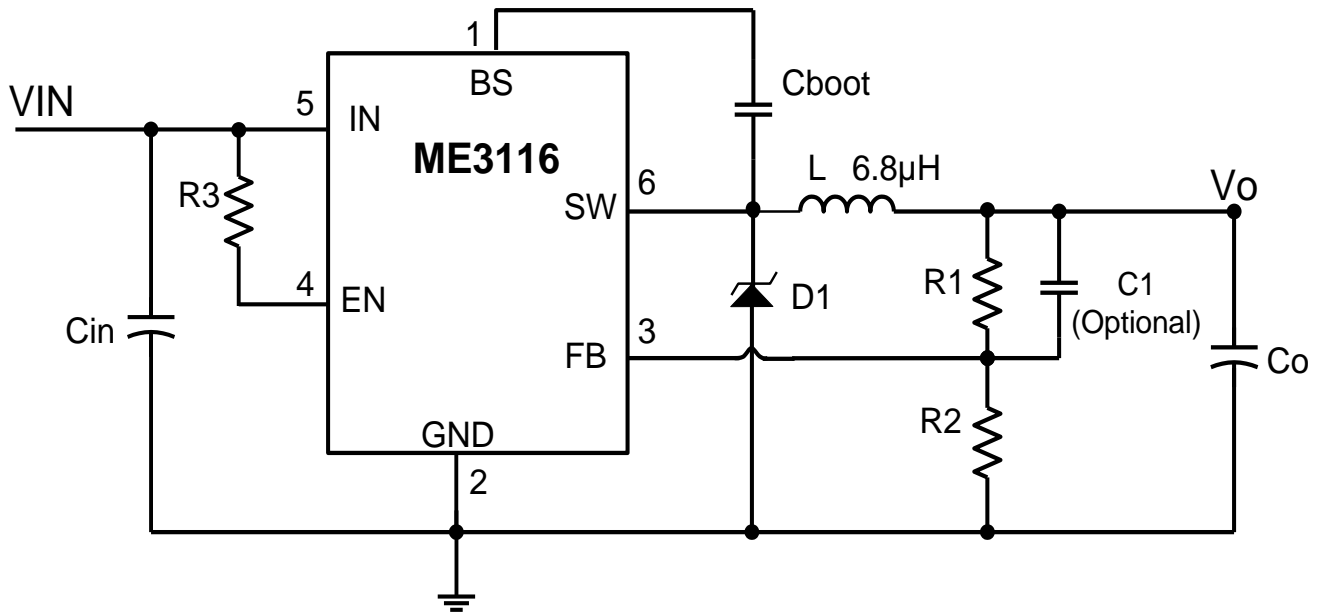 1
BS
Cboot
VIN
5
IN
ME3116
R3
6
SW
L 6.8µH
Vo
4
EN
D1
R1
C1
(Optional)
Cin
3
FB
Co
R2
GND
2